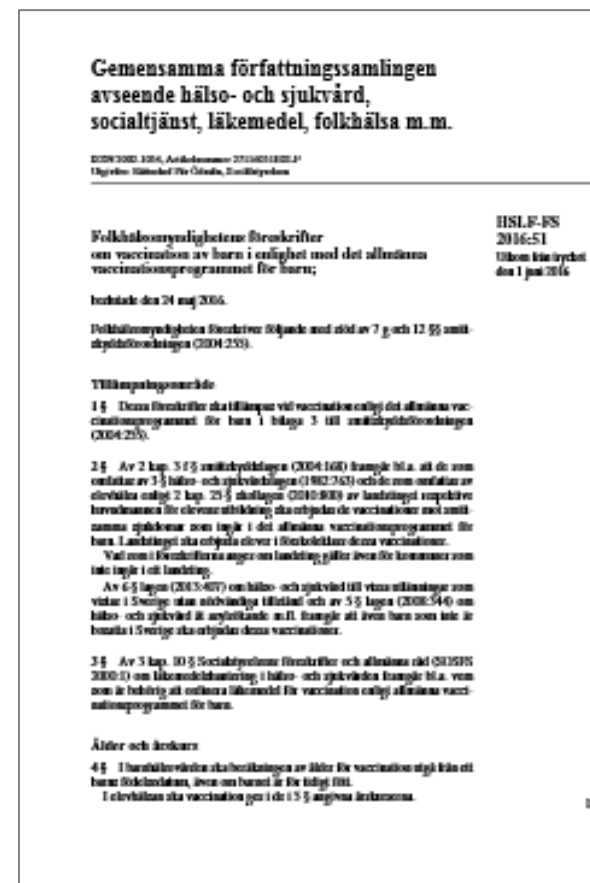 Gemensamma författningssamlingen
avseende hälso- och sjukvård,
socialtjänst, läkemedel, folkhälsa m.m.
ISSN 2002-1054, Artikelnummer
Utgivare: Rättschef Pär Ödman, Socialstyrelsen
HSLF-FS
2016:51
Utkom från trycket
den 1 juni 2016
Folkhälsomyndighetens föreskrifter
om vaccination av barn i enlighet med det allmänna
vaccinationsprogrammet för barn;
beslutade den 24 maj 2016.
Folkhälsomyndigheten föreskriver följande med stöd av 7 g och 12 §§ smitt-
skyddsförordningen (2004:255).
Tillämpningsområde
1 § Dessa föreskrifter ska tillämpas vid vaccination enligt det allmänna vac-
cinationsprogrammet för barn i bilaga 3 till smittskyddsförordningen
(2004:255).
2 § Av 2 kap. 3 f § smittskyddslagen (2004:168) framgår bl.a. att de som
omfattas av 3 § hälso- och sjukvårdslagen (1982:763) och de som omfattas av
elevhälsa enligt 2 kap. 25 § skollagen (2010:800) av landstinget respektive
huvudmannen för elevens utbildning ska erbjudas de vaccinationer mot smitt-
samma sjukdomar som ingår i det allmänna vaccinationsprogrammet för
barn. Landstinget ska erbjuda elever i förskoleklass dessa vaccinationer.
Vad som i föreskrifterna anges om landsting gäller även för kommuner som
inte ingår i ett landsting.
Av 6 § lagen (2013:407) om hälso- och sjukvård till vissa utlänningar som
vistas i Sverige utan nödvändiga tillstånd och av 5 § lagen (2008:344) om
hälso- och sjukvård åt asylsökande m.fl. framgår att även barn som inte är
bosatta i Sverige ska erbjudas dessa vaccinationer.
3 § Av 3 kap. 10 § Socialstyrelsens föreskrifter och allmänna råd (SOSFS
2000:1) om läkemedelshantering i hälso- och sjukvården framgår bl.a. vem
som är behörig att ordinera läkemedel för vaccination enligt allmänna vacci-
nationsprogrammet för barn.
Ålder och årskurs
4 § I barnhälsovården ska beräkningen av ålder för vaccination utgå från ett
barns födelsedatum, även om barnet är för tidigt fött.
I elevhälsan ska vaccination ges i de i 5 § angivna årskurserna.